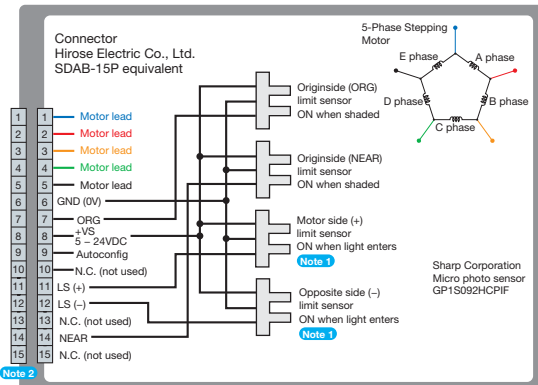 Connector
Hirose Electric Co., Ltd.
SDAB-15P equivalent
5-Phase Stepping
Motor
E phase
A phase
D phase
B phase
C phase
1 1 Motor lead
2 2 Motor lead
3 3 Motor lead
4 4 Motor lead
5 5 Motor lead
6 6 GND (0V)
7 7 ORG
8 8 +VS
5 – 24VDC
9 9 Autoconfig
10 10 N.C. (not used)
11 11 LS (+)
12 12 LS (–)
13 13 N.C. (not used)
14 14 NEAR
15 15 N.C. (not used)
Note 2
Originside (ORG)
limit sensor
ON when shaded
Originside (NEAR)
limit sensor
ON when shaded
Motor side (+)
limit sensor
ON when light enters
Note 1
Opposite side (–)
limit sensor
ON when light enters
Note 1
Sharp Corporation
Micro photo sensor
GP1S092HCPIF